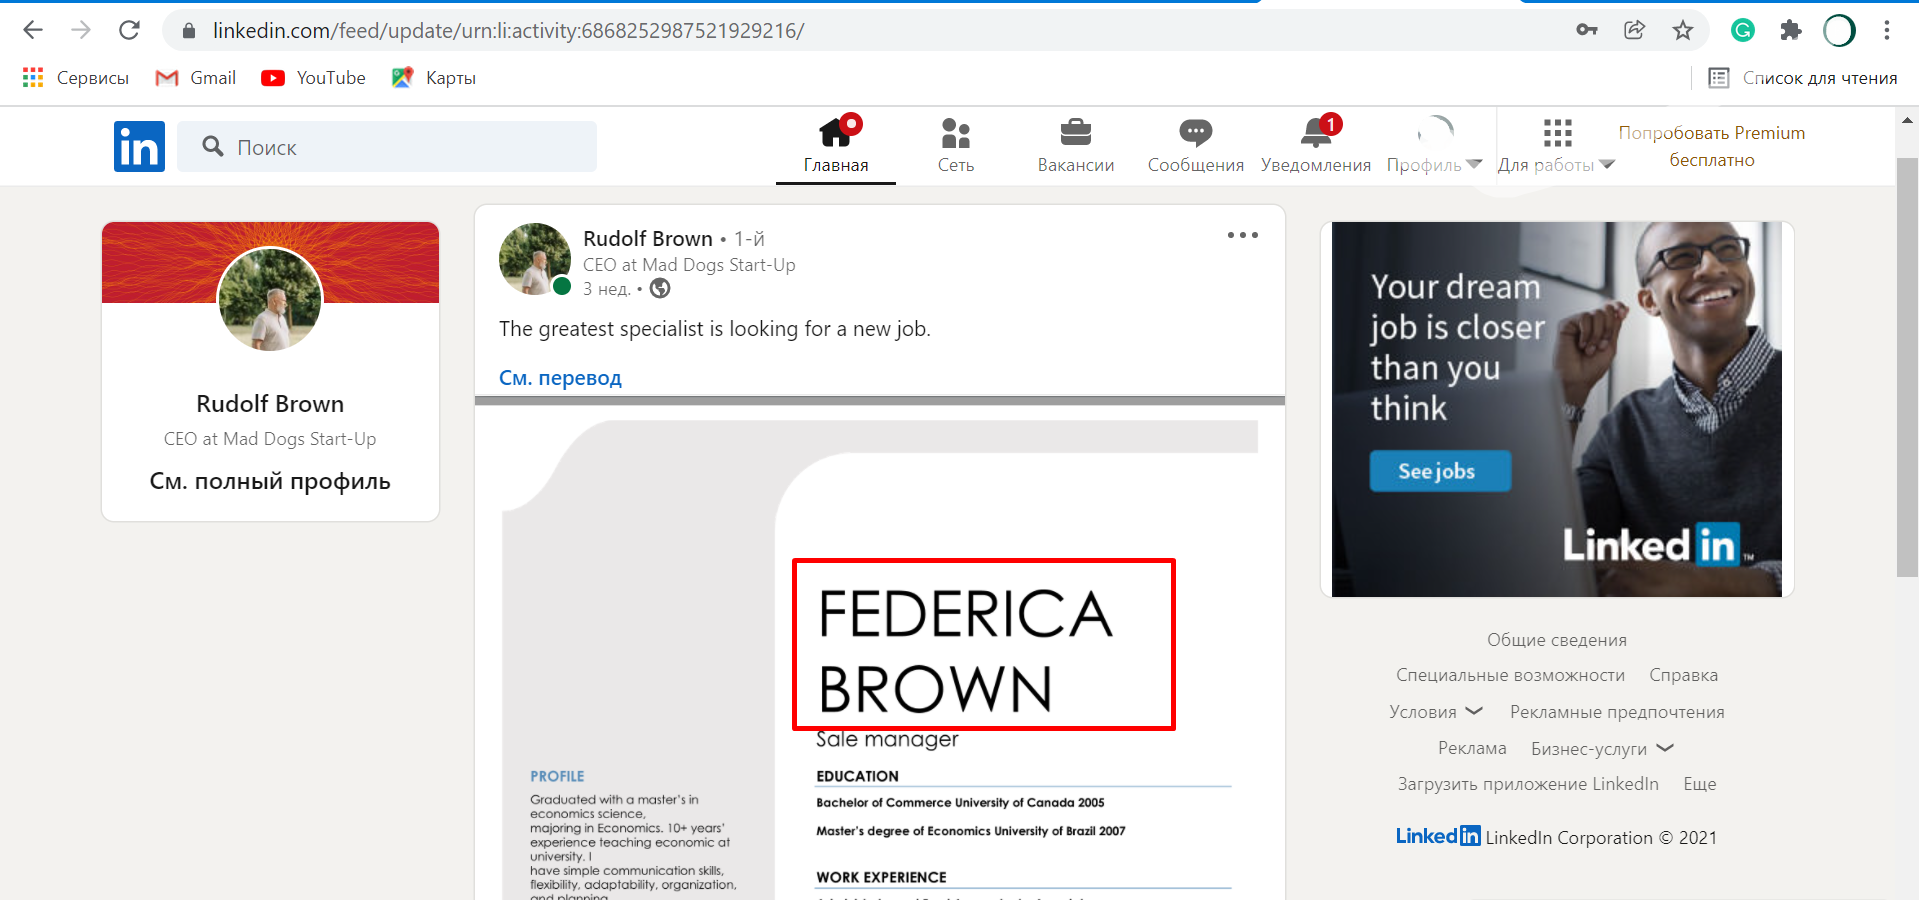 linkedin.com/feed/update/urn:li:activity:6868252987521929216/
Сервисы Gmail YouTube Карты Список для чтения
in Поиск
Главная Сеть Вакансии Сообщения 1 Уведомления Профиль Для работы
Попробовать Premium
бесплатно
Rudolf Brown
CEO at Mad Dogs Start-Up
См. полный профиль
Rudolf Brown • 1-й
CEO at Mad Dogs Start-Up
3 нед. •
The greatest specialist is looking for a new job.
См. перевод
FEDERICA
BROWN
Sale manager
PROFILE
Graduated with a master's in
economics science,
majoring in Economics. 10+ years'
experience teaching economic at
university. I
have simple communication skills,
flexibility, adaptability, organization,
and planning
EDUCATION
Bachelor of Commerce University of Canada 2005
Master's degree of Economics University of Brazil 2007
WORK EXPERIENCE
Your dream
job is closer
than you
think
See jobs
Linked in ™
Общие сведения
Специальные возможности Справка
Условия Рекламные предпочтения
Реклама Бизнес-услуги
Загрузить приложение LinkedIn Еще
Linked in LinkedIn Corporation © 2021